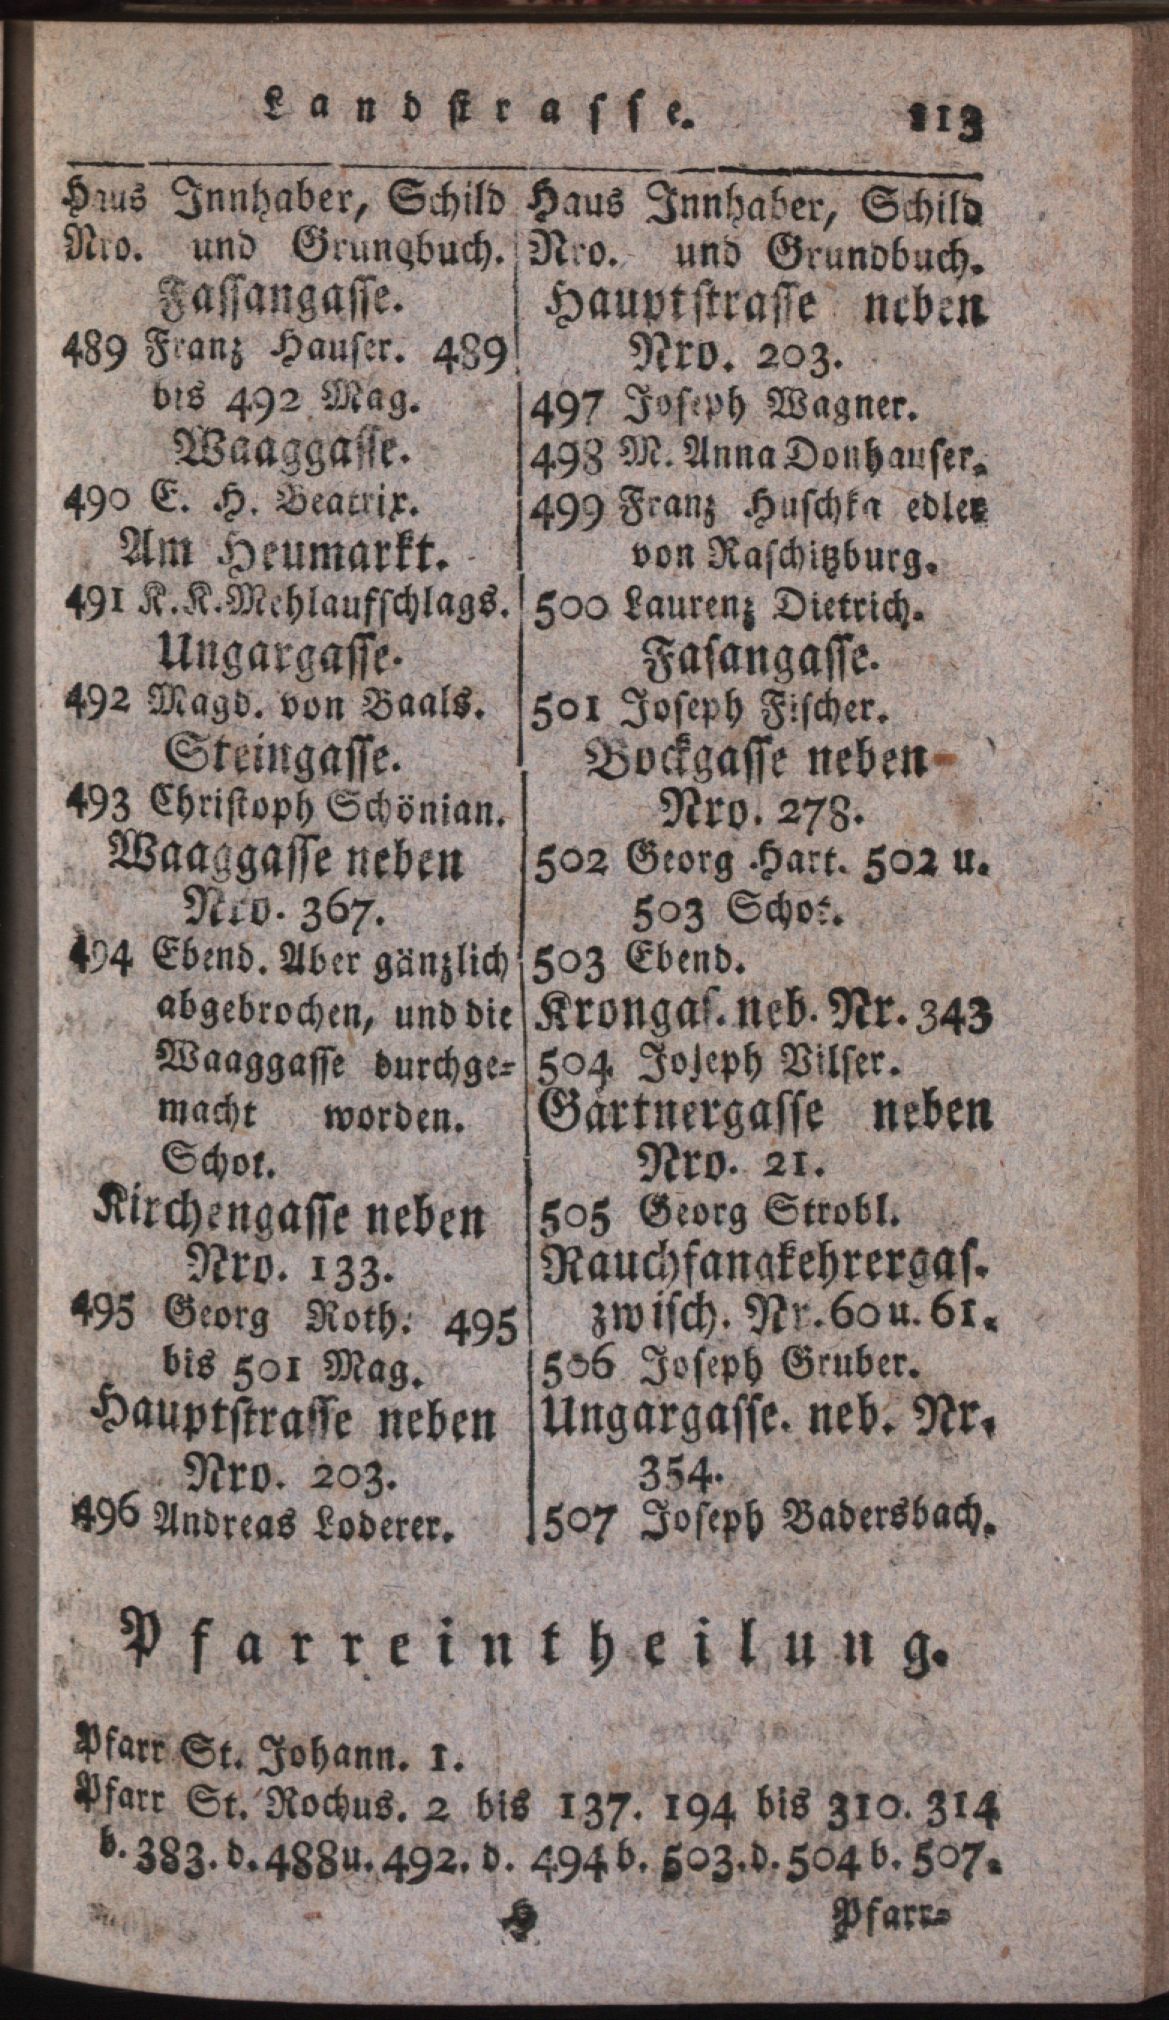 Landstrasse. 113
Haus Innhaber, Schild
Nro. und Grundbuch.
Fassangasse.
489 Franz Hauser. 489
bis 492 Mag.
Waaggasse.
490 E. H. Beatrix.
Am Heumarkt.
491 K.K.Mehlaufschlags.
Ungargasse.
492 Magd. von Baals.
Steingasse.
493 Christoph Schönian.
Waaggasse neben
Nro. 367.
494 Ebend. Aber gänzlich
abgebrochen, und die
Waaggasse durchge-
macht worden.
Schot.
Kirchengasse neben
Nro. 133.
495 Georg Roth. 495
bis 501 Mag.
Hauptstrasse neben
Nro. 203.
496 Andreas Loderer.
Haus Innhaber, Schild
Nro. und Grundbuch.
Hauptstrasse neben
Nro. 203.
497 Joseph Wagner.
498 M. Anna Donhauser.
499 Franz Huschka edler
von Raschitzburg.
500 Laurenz Dietrich.
Fasangasse.
501 Joseph Fischer.
Bockgasse neben
Nro. 278.
502 Georg Hart. 502 u.
503 Schot.
503 Ebend.
Krongas. neb. Nr. 343
504 Joseph Vilser.
Gärtnergasse neben
Nro. 21.
505 Georg Strobl.
Rauchfangkehrergas.
zwisch. Nr. 60 u. 61.
506 Joseph Gruber.
Ungargasse. neb. Nr.
354.
507 Joseph Badersbach.
Pfarreintheilung.
Pfarr St. Johann. 1.
Pfarr St. Rochus. 2 bis 137. 194 bis 310. 314
b. 383. d. 488 u. 492. d. 494 b. 503. d. 504 b. 507.
H Pfarr-